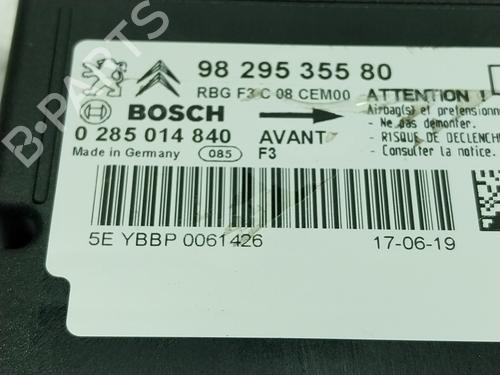 98 295 355 80
RBG F3 C 08 CEM00
BOSCH
0 285 014 840
AVANT
Made in Germany
085
F3
ATTENTION !
Airbag(s) et pretensionn
- Ne pas demonter.
- RISQUE DE DECLENCHE
- Consulter la notice.
5E YBBP 0061426
17-06-19
B-PARTS